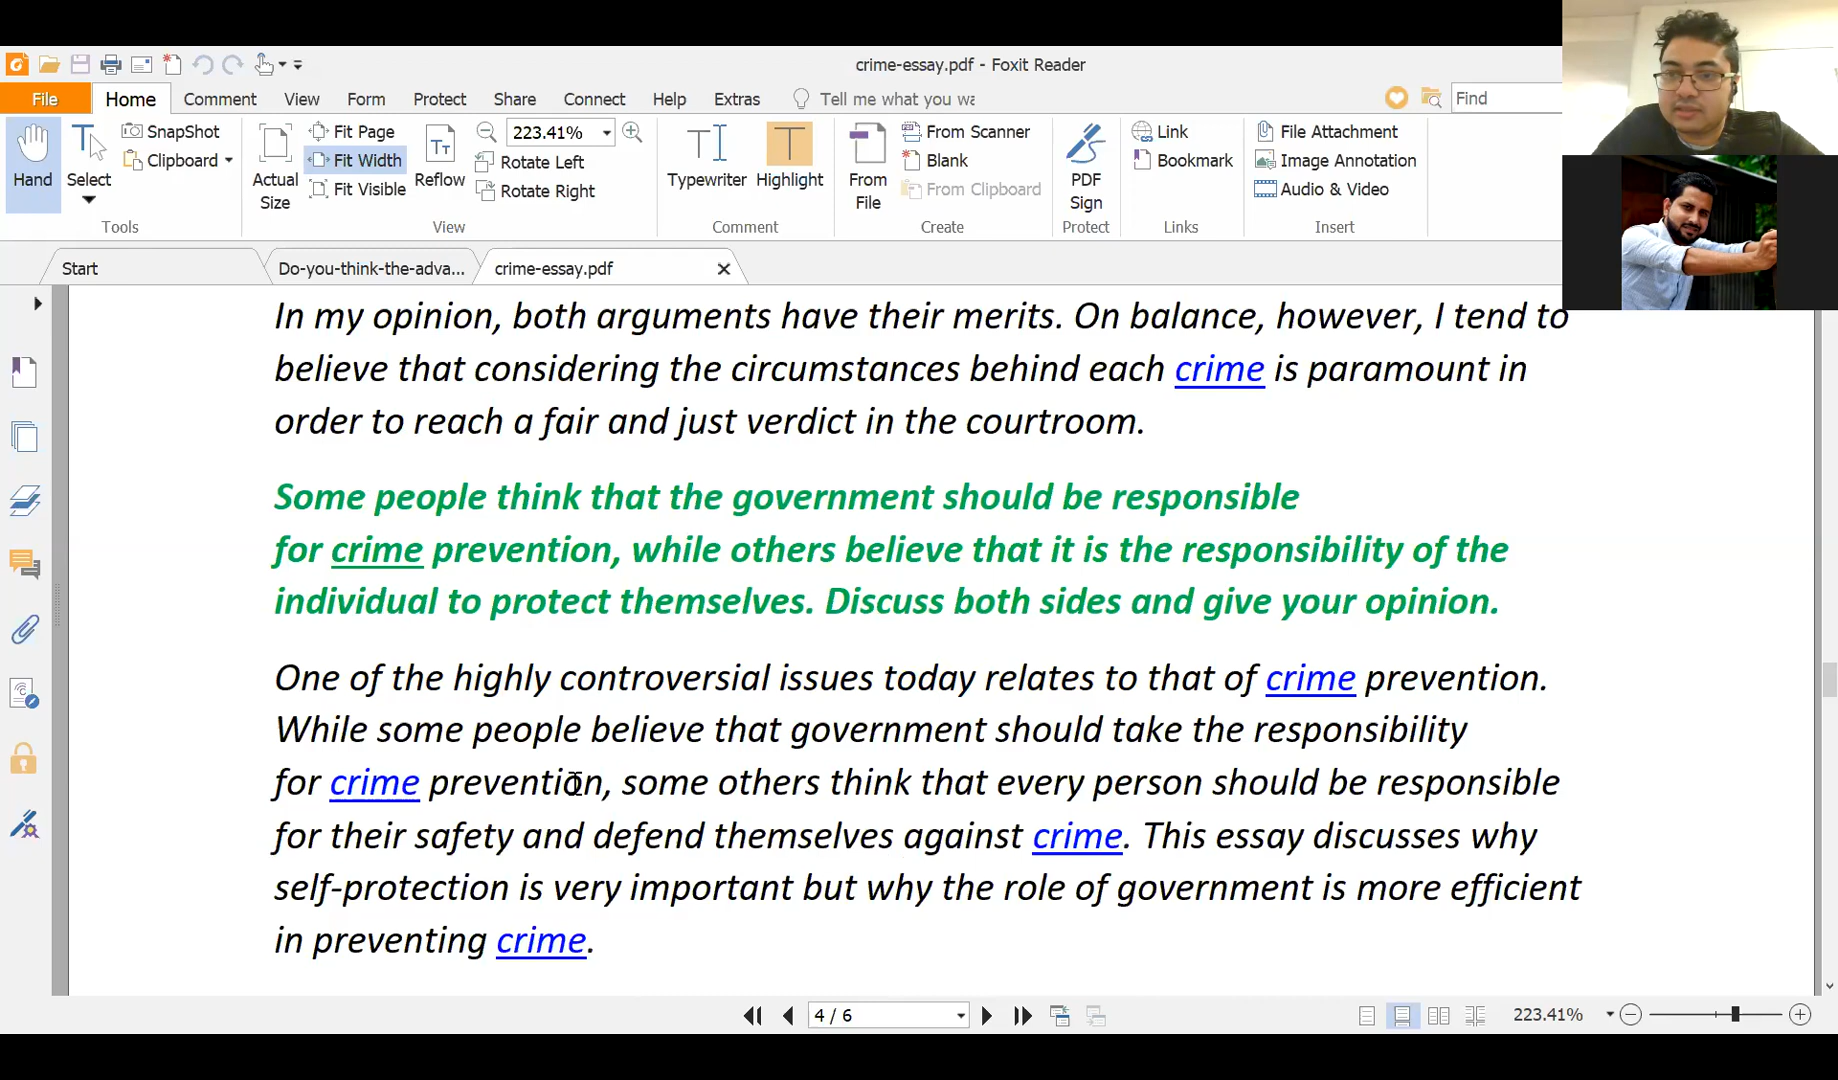 crime-essay.pdf - Foxit Reader
File Home Comment View Form Protect Share Connect Help Extras Tell me what you wa Find
Hand
Select
SnapShot
Clipboard
Tools
Actual Size
Fit Page
Fit Width
Fit Visible
Reflow
223.41%
Rotate Left
Rotate Right
View
Typewriter
Highlight
Comment
From File
From Scanner
Blank
From Clipboard
Create
PDF Sign
Protect
Link
Bookmark
Links
File Attachment
Image Annotation
Audio & Video
Insert
Start Do-you-think-the-adva... crime-essay.pdf
In my opinion, both arguments have their merits. On balance, however, I tend to
believe that considering the circumstances behind each crime is paramount in
order to reach a fair and just verdict in the courtroom.
Some people think that the government should be responsible
for crime prevention, while others believe that it is the responsibility of the
individual to protect themselves. Discuss both sides and give your opinion.
One of the highly controversial issues today relates to that of crime prevention.
While some people believe that government should take the responsibility
for crime prevention, some others think that every person should be responsible
for their safety and defend themselves against crime. This essay discusses why
self-protection is very important but why the role of government is more efficient
in preventing crime.
4 / 6
223.41%